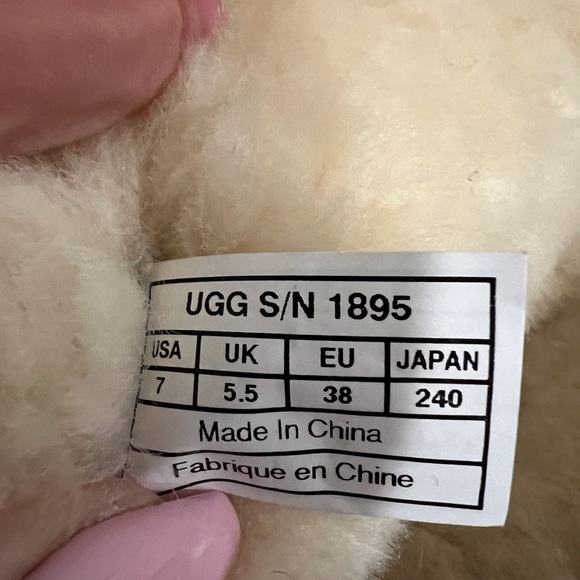 UGG S/N 1895
USA UK EU JAPAN
7 5.5 38 240
Made In China
Fabrique en Chine